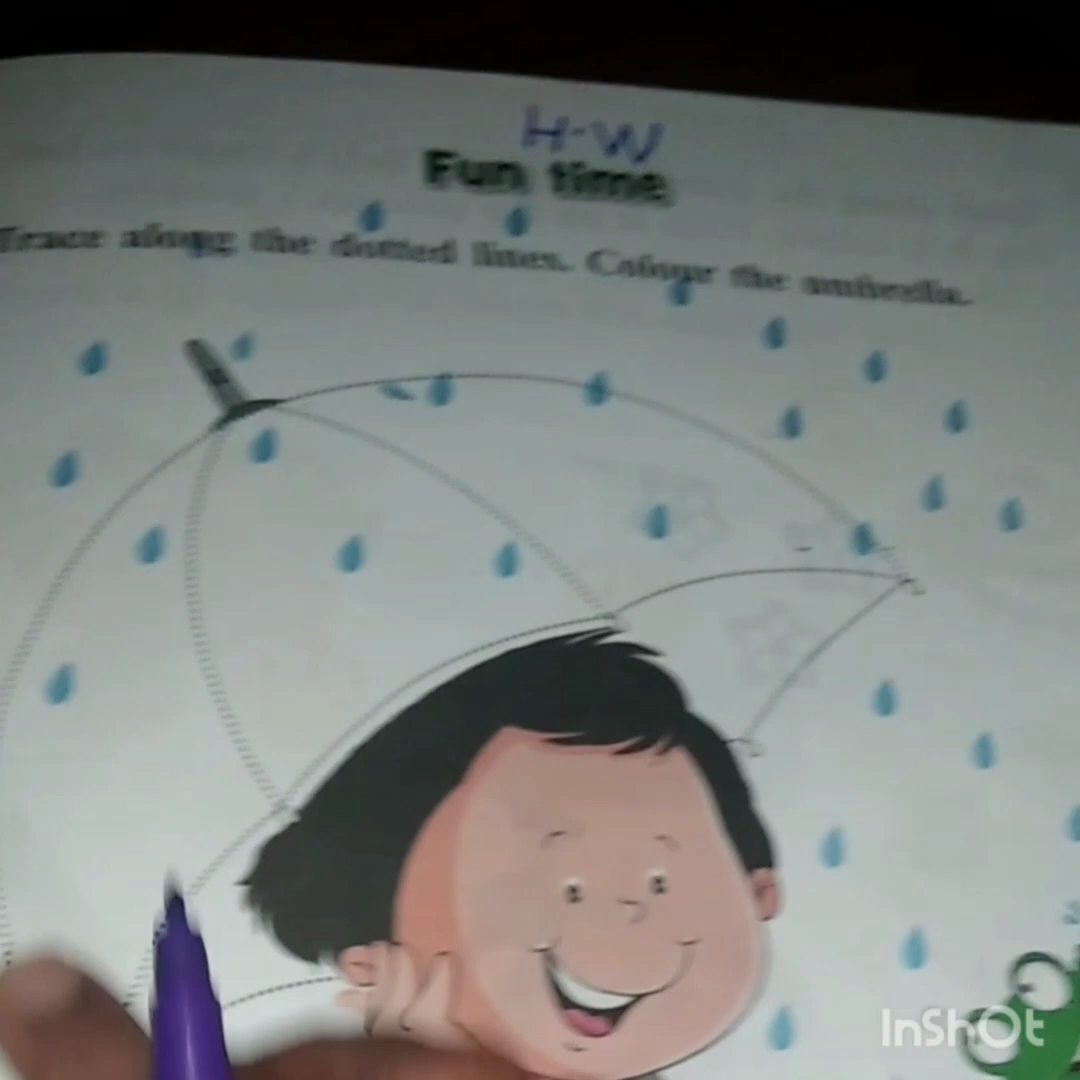 H.W
Fun time
Trace along the dotted lines. Colour the umbrella.
InShOt